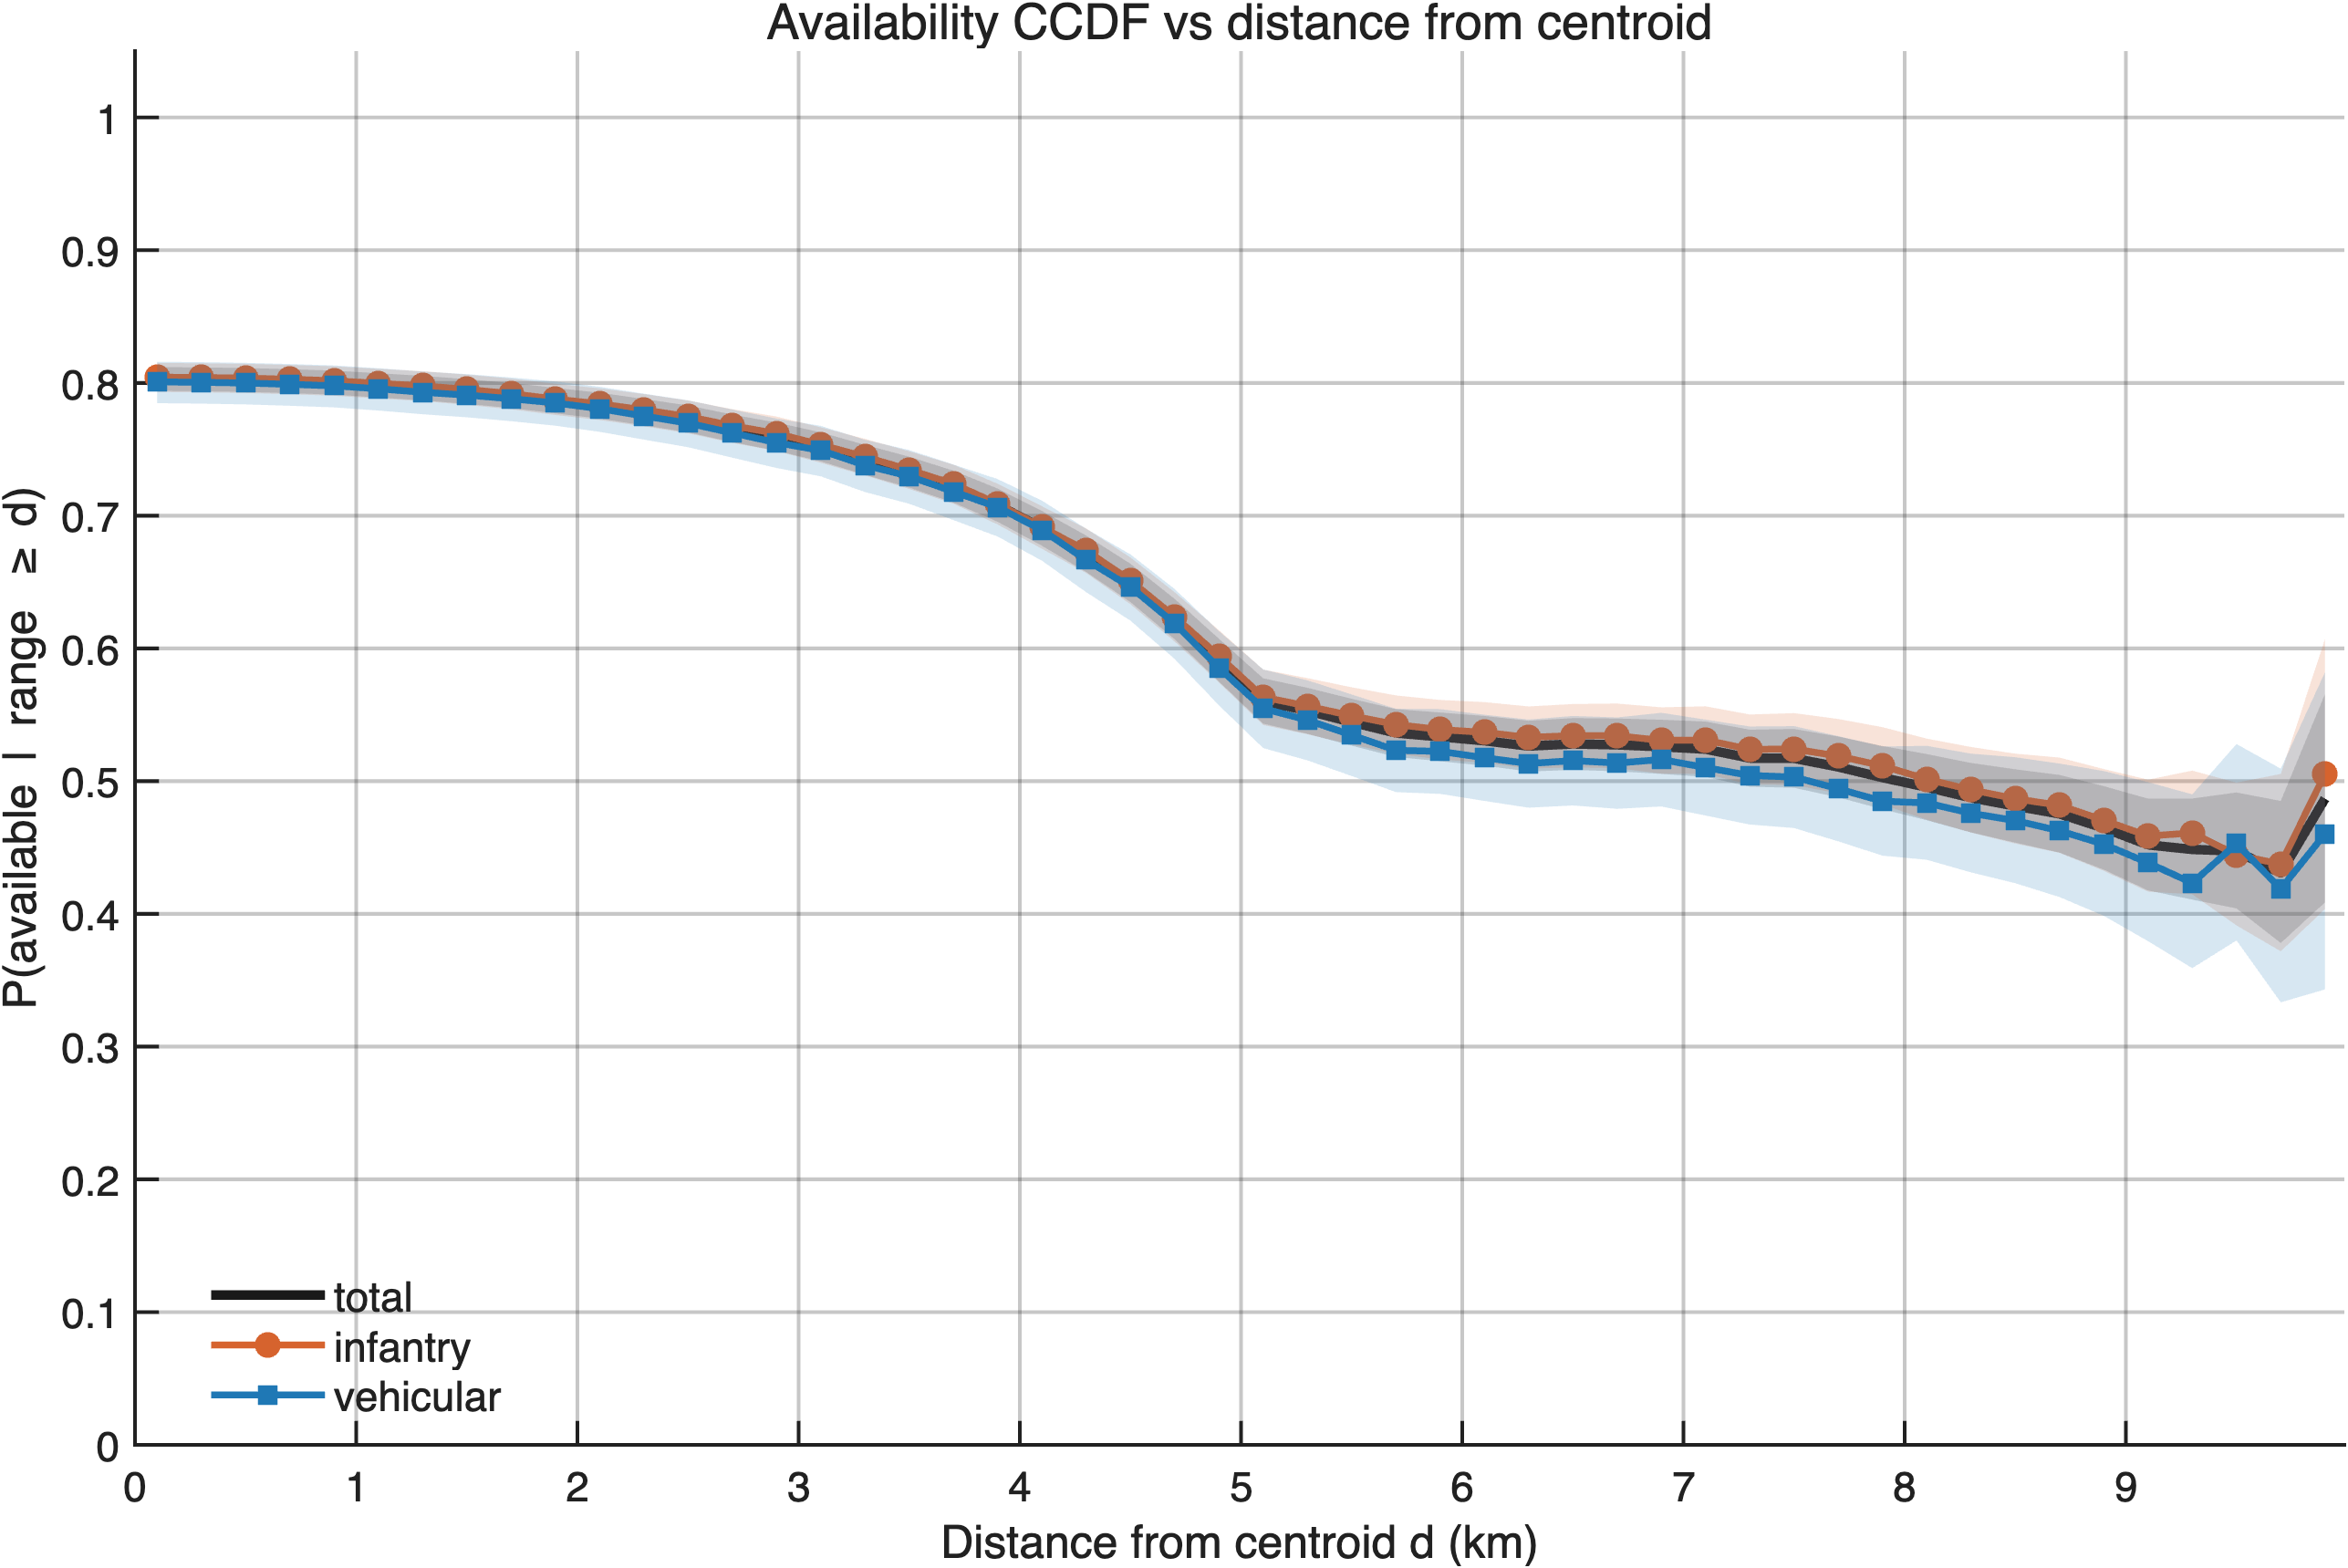 Availability CCDF vs distance from centroid
P(available | range ≥ d)
1
0.9
0.8
0.7
0.6
0.5
0.4
0.3
0.2
0.1
0
total
infantry
vehicular
0 1 2 3 4 5 6 7 8 9
Distance from centroid d (km)